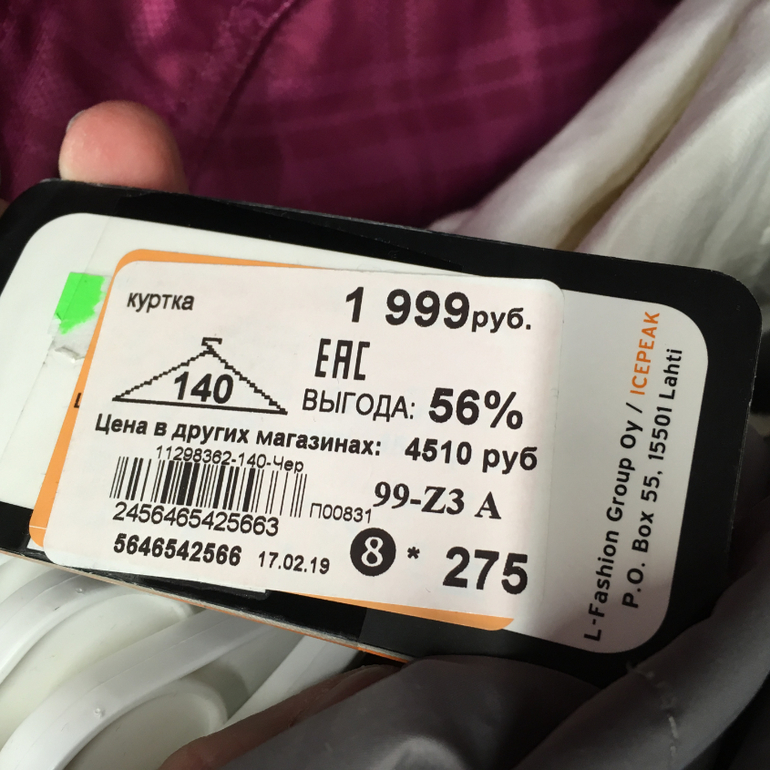 куртка
1 999руб.
EAC
140
ВЫГОДА: 56%
Цена в других магазинах: 4510 руб
11298362-140-Чер
П00831
99-Z3 A
2456465425663
5646542566
17.02.19
8 * 275
L-Fashion Group Oy / ICEPEAK
P.O. Box 55, 15501 Lahti